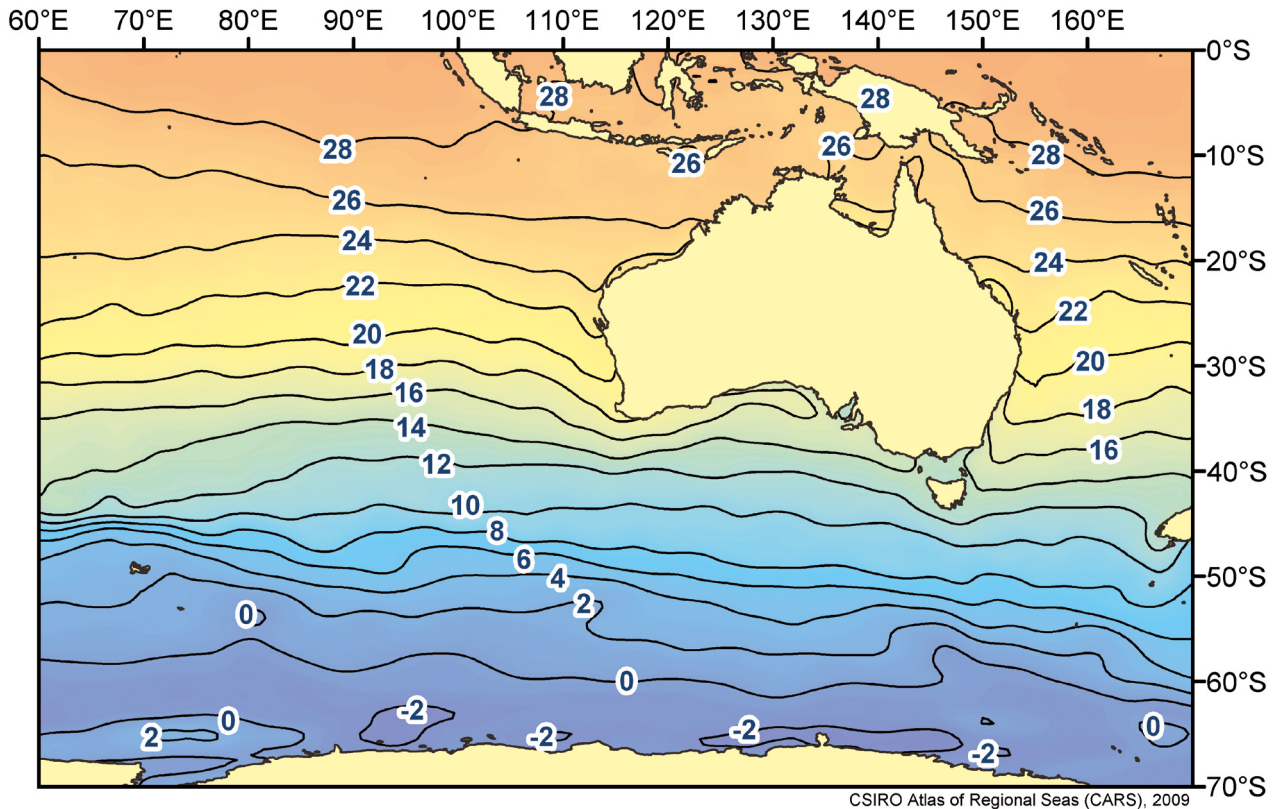 60°E 70°E 80°E 90°E 100°E 110°E 120°E 130°E 140°E 150°E 160°E
0°S
28 28
26 28
28 26 10°S
26 26
24 24 20°S
22 22
20 20
18 30°S
16 18
14 16
12 40°S
10
8
6
4 50°S
2
0
0 60°S
-2
0 0
2 -2 -2
-2
70°S
CSIRO Atlas of Regional Seas (CARS), 2009